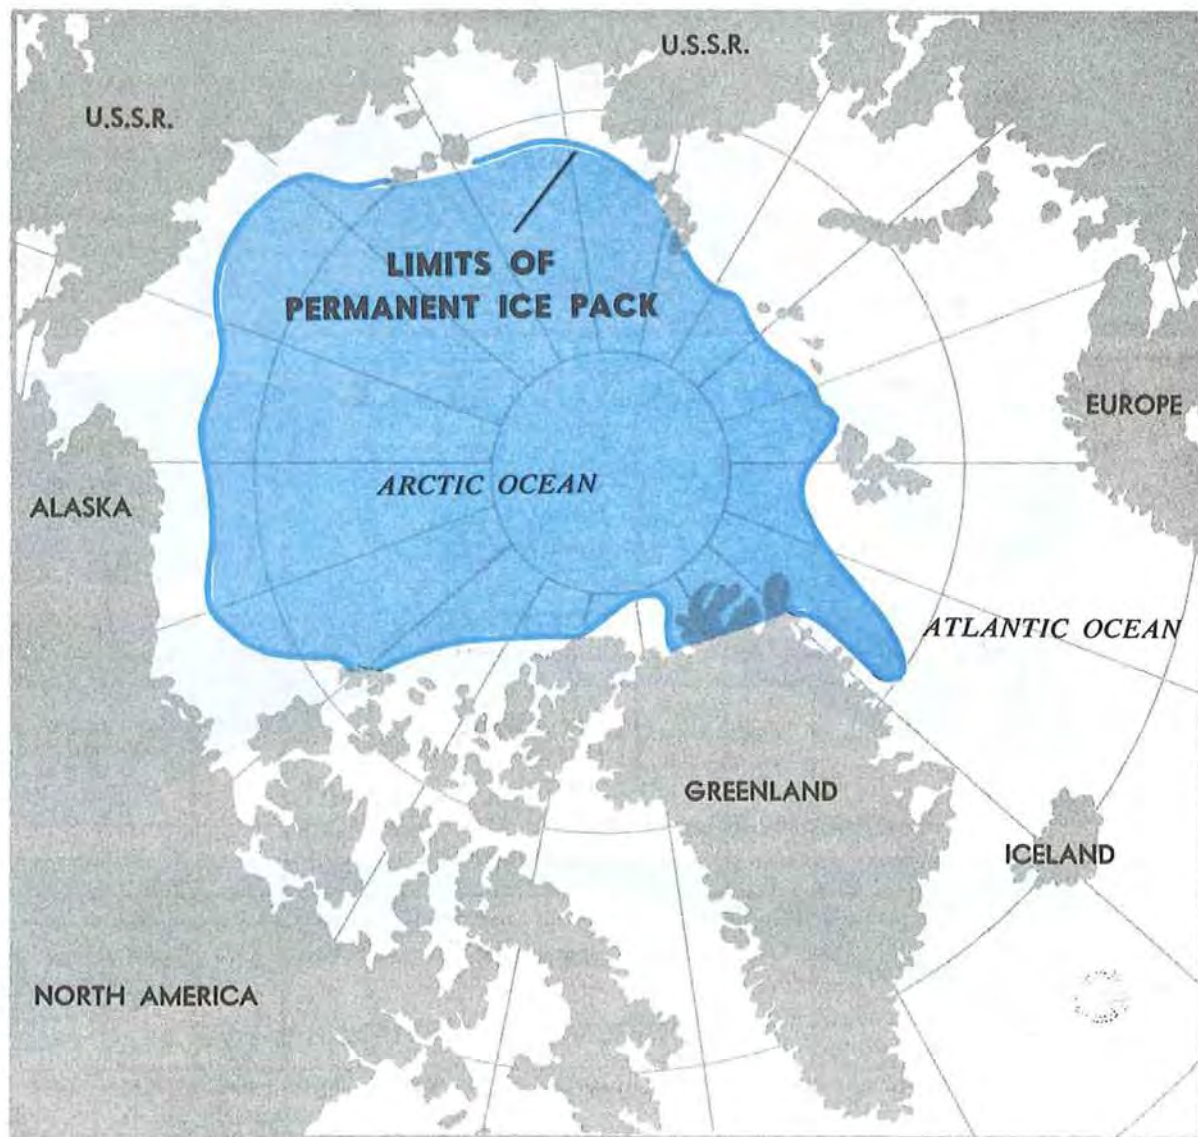 U.S.S.R.
U.S.S.R.
LIMITS OF
PERMANENT ICE PACK
EUROPE
ARCTIC OCEAN
ALASKA
ATLANTIC OCEAN
GREENLAND
ICELAND
NORTH AMERICA